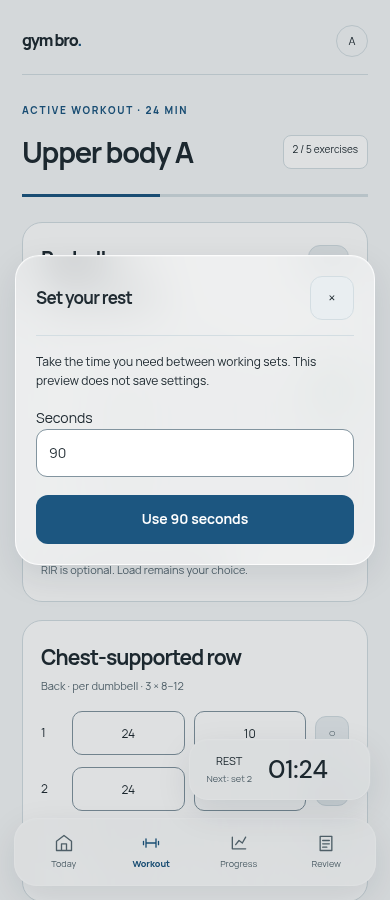 gym bro.
A
ACTIVE WORKOUT · 24 MIN
Upper body A
2 / 5 exercises
Set your rest
×
Take the time you need between working sets. This
preview does not save settings.
Seconds
90
Use 90 seconds
RIR is optional. Load remains your choice.
Chest-supported row
Back · per dumbbell · 3 × 8–12
1
24
10
○
2
24
REST
Next: set 2
01:24
Today
Workout
Progress
Review